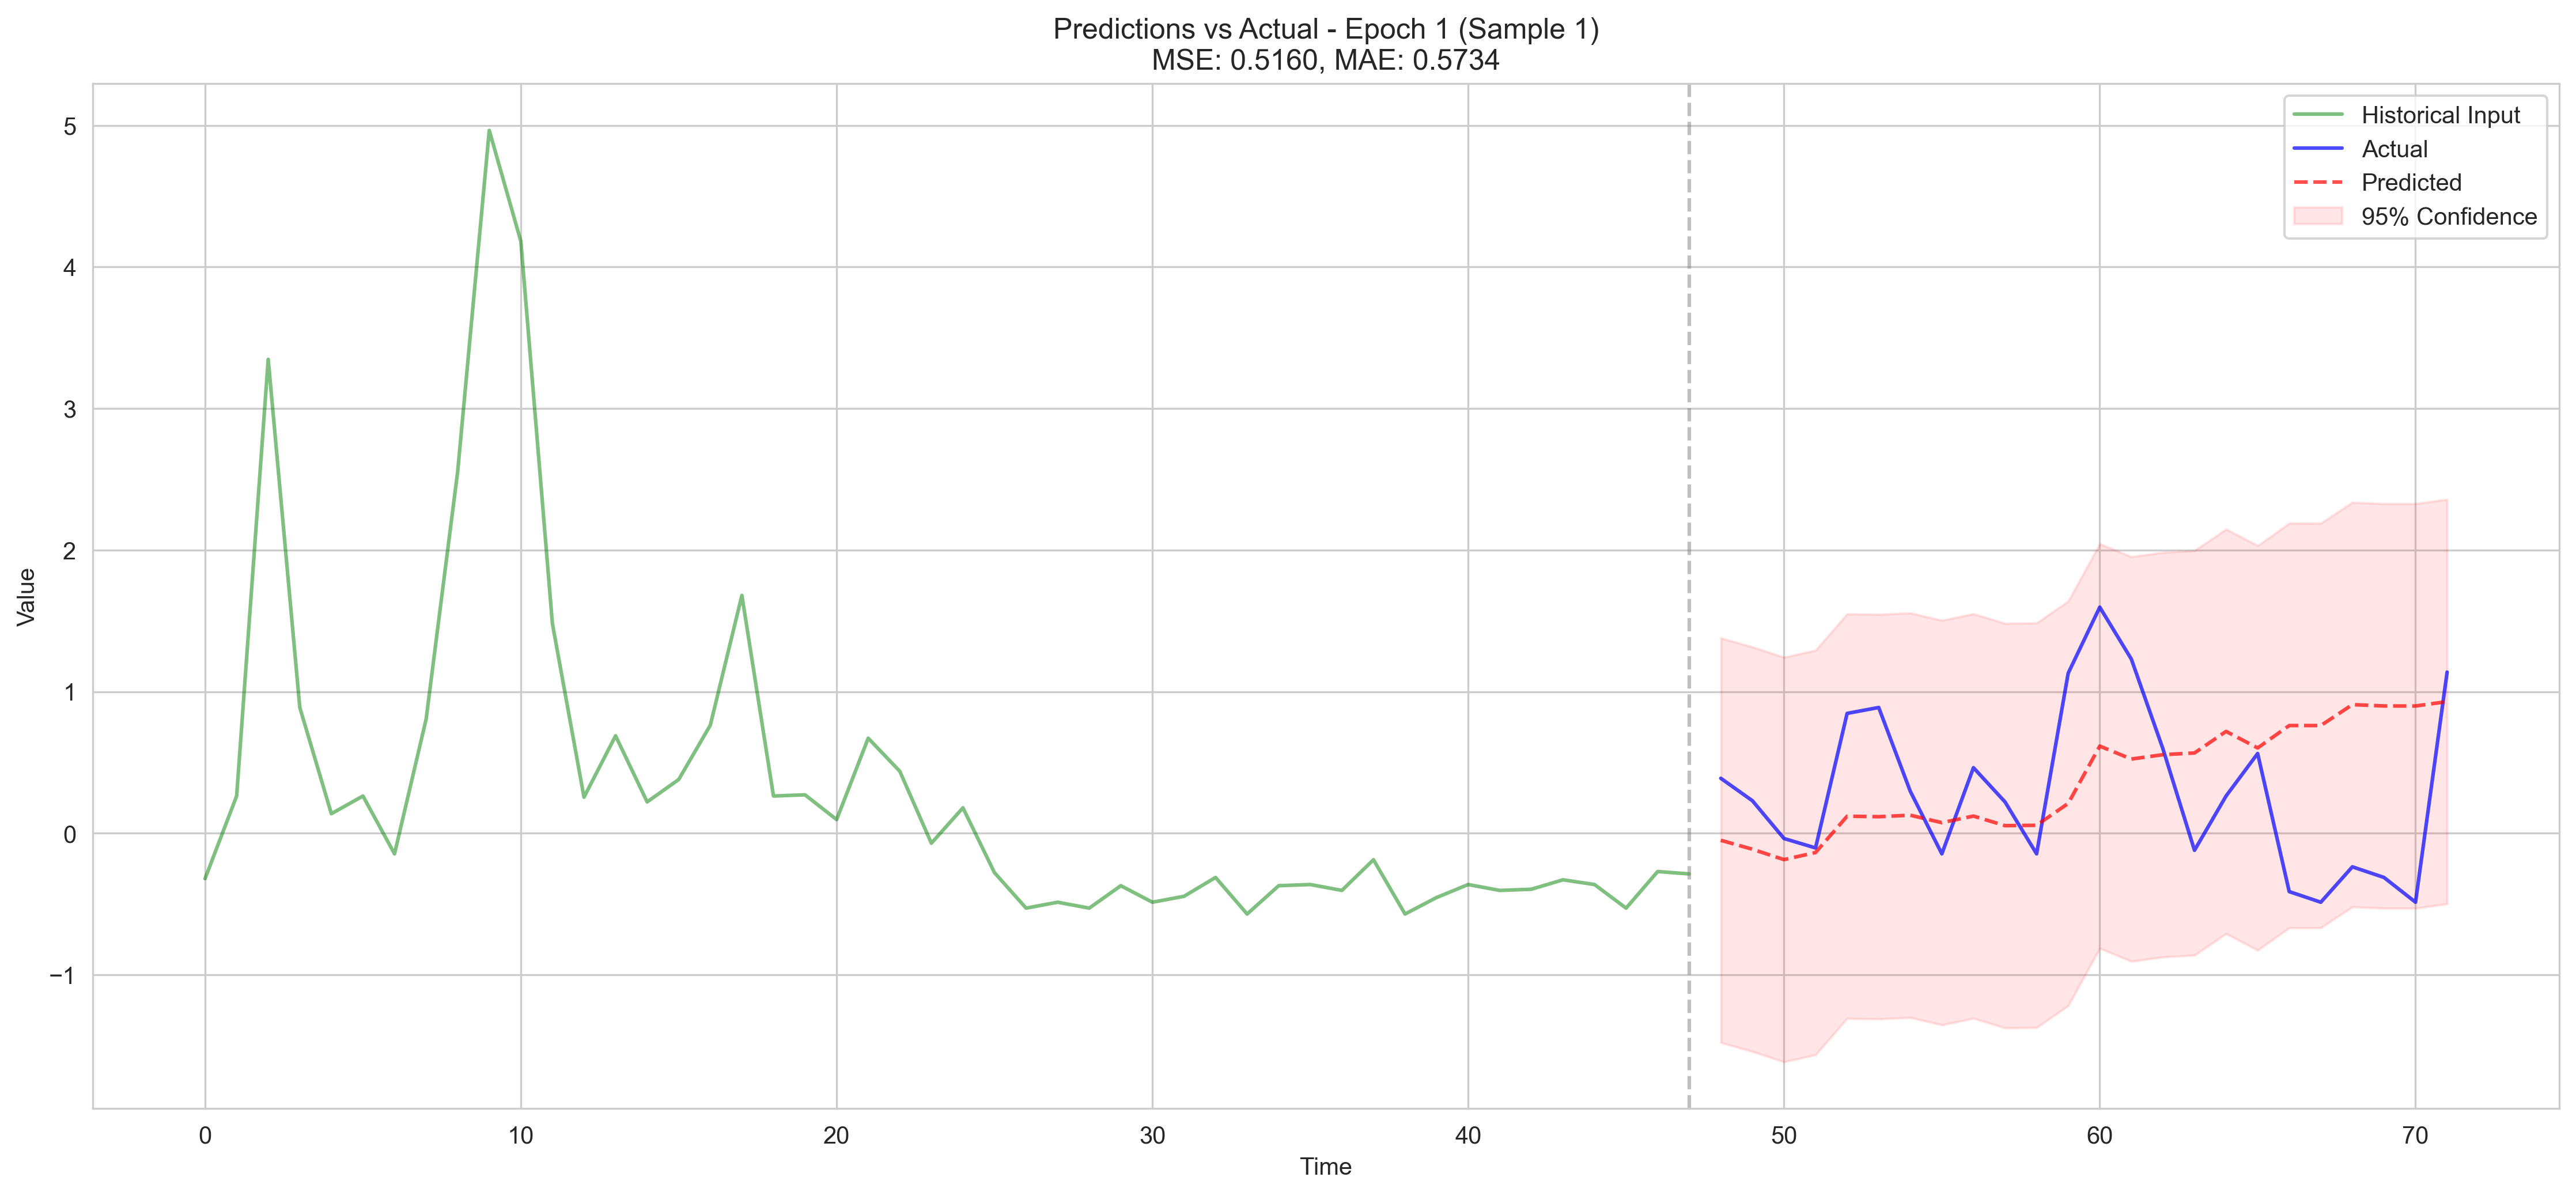 Predictions vs Actual - Epoch 1 (Sample 1)
MSE: 0.5160, MAE: 0.5734
Historical Input
Actual
Predicted
95% Confidence
5
4
3
2
1
0
−1
Value
0 10 20 30 40 50 60 70
Time